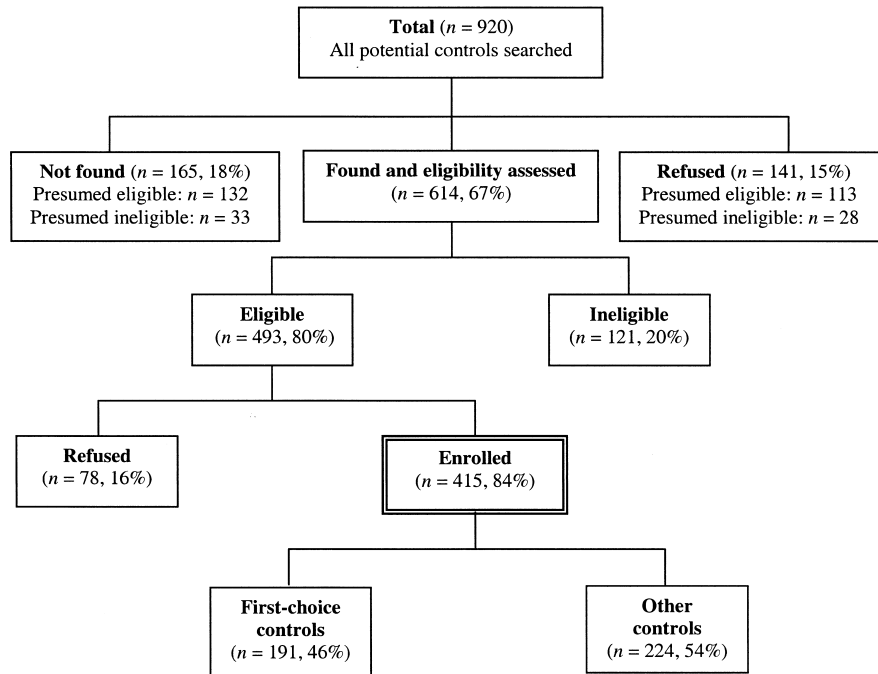 Total (n = 920)
All potential controls searched
Not found (n = 165, 18%)
Presumed eligible: n = 132
Presumed ineligible: n = 33
Found and eligibility assessed
(n = 614, 67%)
Refused (n = 141, 15%)
Presumed eligible: n = 113
Presumed ineligible: n = 28
Eligible
(n = 493, 80%)
Ineligible
(n = 121, 20%)
Refused
(n = 78, 16%)
Enrolled
(n = 415, 84%)
First-choice
controls
(n = 191, 46%)
Other
controls
(n = 224, 54%)